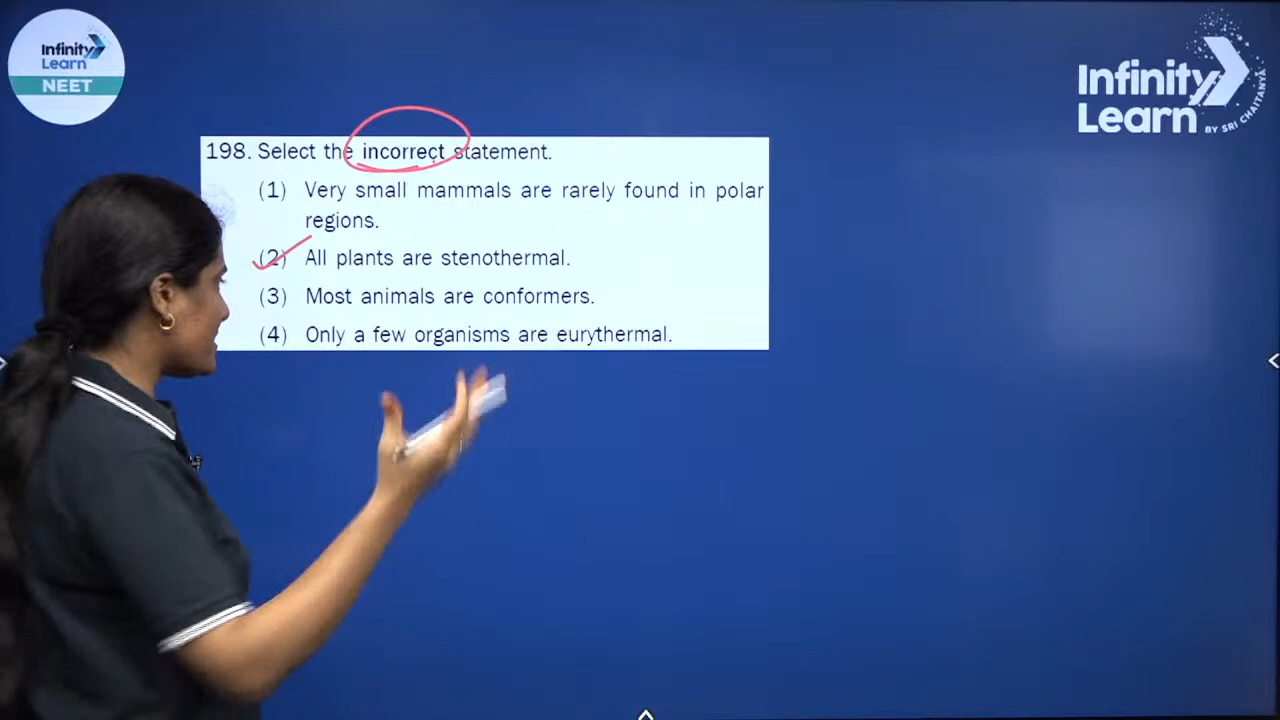 Infinity
Learn
NEET
Infinity
Learn
BY SRI CHAITANYA
198. Select the incorrect statement.
(1) Very small mammals are rarely found in polar
regions.
(2) All plants are stenothermal.
(3) Most animals are conformers.
(4) Only a few organisms are eurythermal.